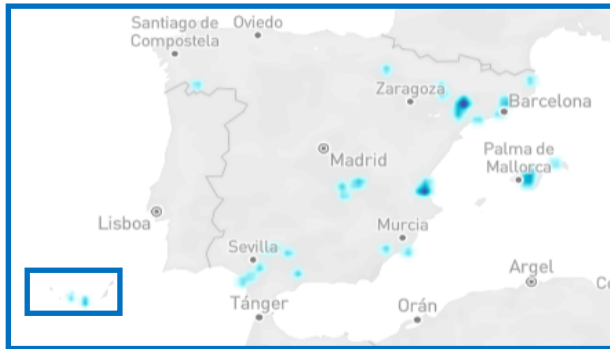 Santiago de
Compostela
Oviedo
Zaragoza
Barcelona
Madrid
Palma de
Mallorca
Lisboa
Murcia
Sevilla
Argel
Tánger
Orán